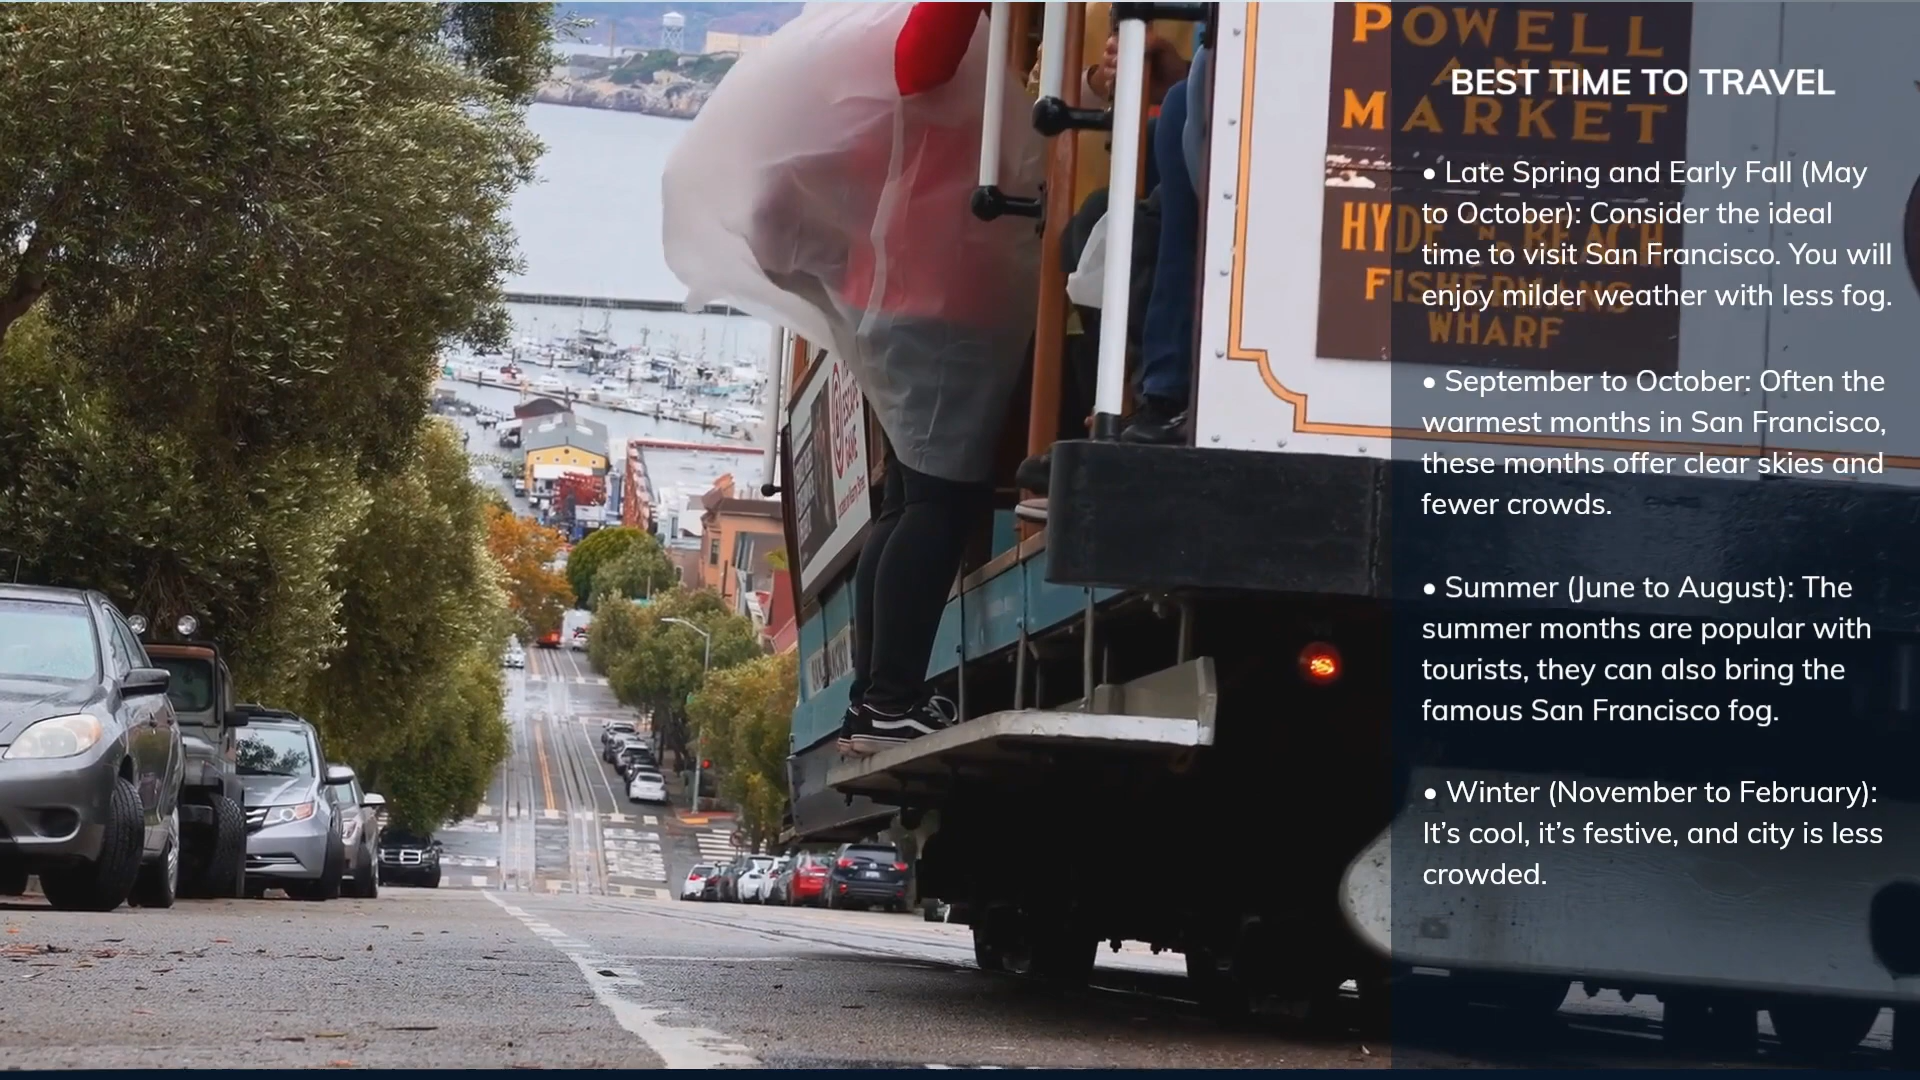 POWELL
AND
MARKET
HYDE 'N BEACH
FISHERMANS
WHARF
ESCAPE
GAME
BEST TIME TO TRAVEL
• Late Spring and Early Fall (May
to October): Consider the ideal
time to visit San Francisco. You will
enjoy milder weather with less fog.
• September to October: Often the
warmest months in San Francisco,
these months offer clear skies and
fewer crowds.
• Summer (June to August): The
summer months are popular with
tourists, they can also bring the
famous San Francisco fog.
• Winter (November to February):
It’s cool, it’s festive, and city is less
crowded.